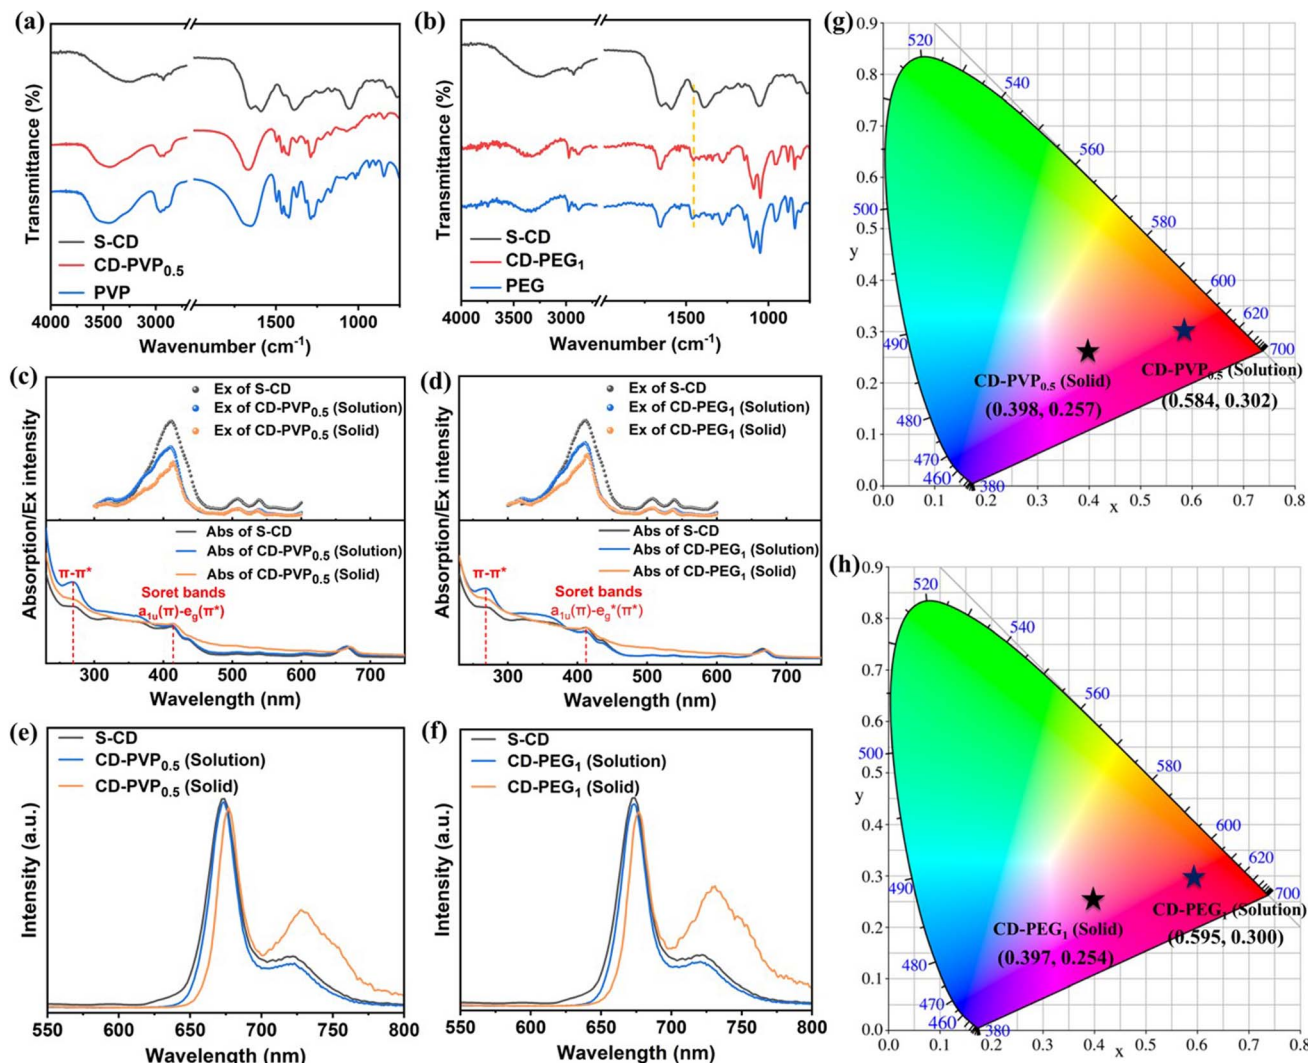 (a)
Transmittance (%)
S-CD
CD-PVP0.5
PVP
4000 3500 3000 1500 1000
Wavenumber (cm-1)
(b)
Transmittance (%)
S-CD
CD-PEG1
PEG
4000 3500 3000 1500 1000
Wavenumber (cm-1)
(c)
Absorption/Ex intensity
Ex of S-CD
Ex of CD-PVP0.5 (Solution)
Ex of CD-PVP0.5 (Solid)
Abs of S-CD
Abs of CD-PVP0.5 (Solution)
Abs of CD-PVP0.5 (Solid)
π-π*
Soret bands
a1u(π)-eg(π*)
300 400 500 600 700
Wavelength (nm)
(d)
Absorption/Ex intensity
Ex of S-CD
Ex of CD-PEG1 (Solution)
Ex of CD-PEG1 (Solid)
Abs of S-CD
Abs of CD-PEG1 (Solution)
Abs of CD-PEG1 (Solid)
π-π*
Soret bands
a1u(π)-eg*(π*)
300 400 500 600 700
Wavelength (nm)
(e)
Intensity (a.u.)
S-CD
CD-PVP0.5 (Solution)
CD-PVP0.5 (Solid)
550 600 650 700 750 800
Wavelength (nm)
(f)
Intensity (a.u.)
S-CD
CD-PEG1 (Solution)
CD-PEG1 (Solid)
550 600 650 700 750 800
Wavelength (nm)
(g)
0.9
0.8
0.7
0.6
0.5
y
0.4
0.3
0.2
0.1
0.0
520
540
560
500
580
600
620
490
700
480
470
460
380
CD-PVP0.5 (Solid)
(0.398, 0.257)
CD-PVP0.5 (Solution)
(0.584, 0.302)
0.0 0.1 0.2 0.3 0.4 0.5 0.6 0.7 0.8
x
(h)
0.9
0.8
0.7
0.6
0.5
y
0.4
0.3
0.2
0.1
0.0
520
540
560
500
580
600
620
490
700
480
470
460
380
CD-PEG1 (Solid)
(0.397, 0.254)
CD-PEG1 (Solution)
(0.595, 0.300)
0.0 0.1 0.2 0.3 0.4 0.5 0.6 0.7 0.8
x